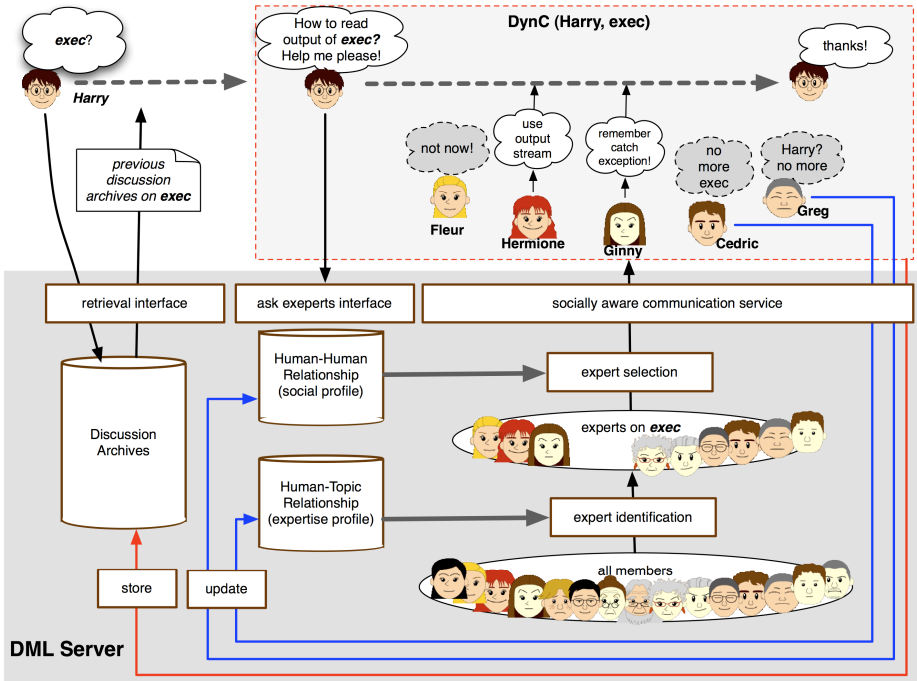 exec?
Harry
previous
discussion
archives on exec
DynC (Harry, exec)
How to read
output of exec?
Help me please!
thanks!
not now!
use
output
stream
remember
catch
exception!
no
more
exec
Harry?
no more
Fleur
Hermione
Ginny
Cedric
Greg
retrieval interface
ask exeperts interface
socially aware communication service
Discussion
Archives
Human-Human
Relationship
(social profile)
expert selection
experts on exec
Human-Topic
Relationship
(expertise profile)
expert identification
all members
store
update
DML Server